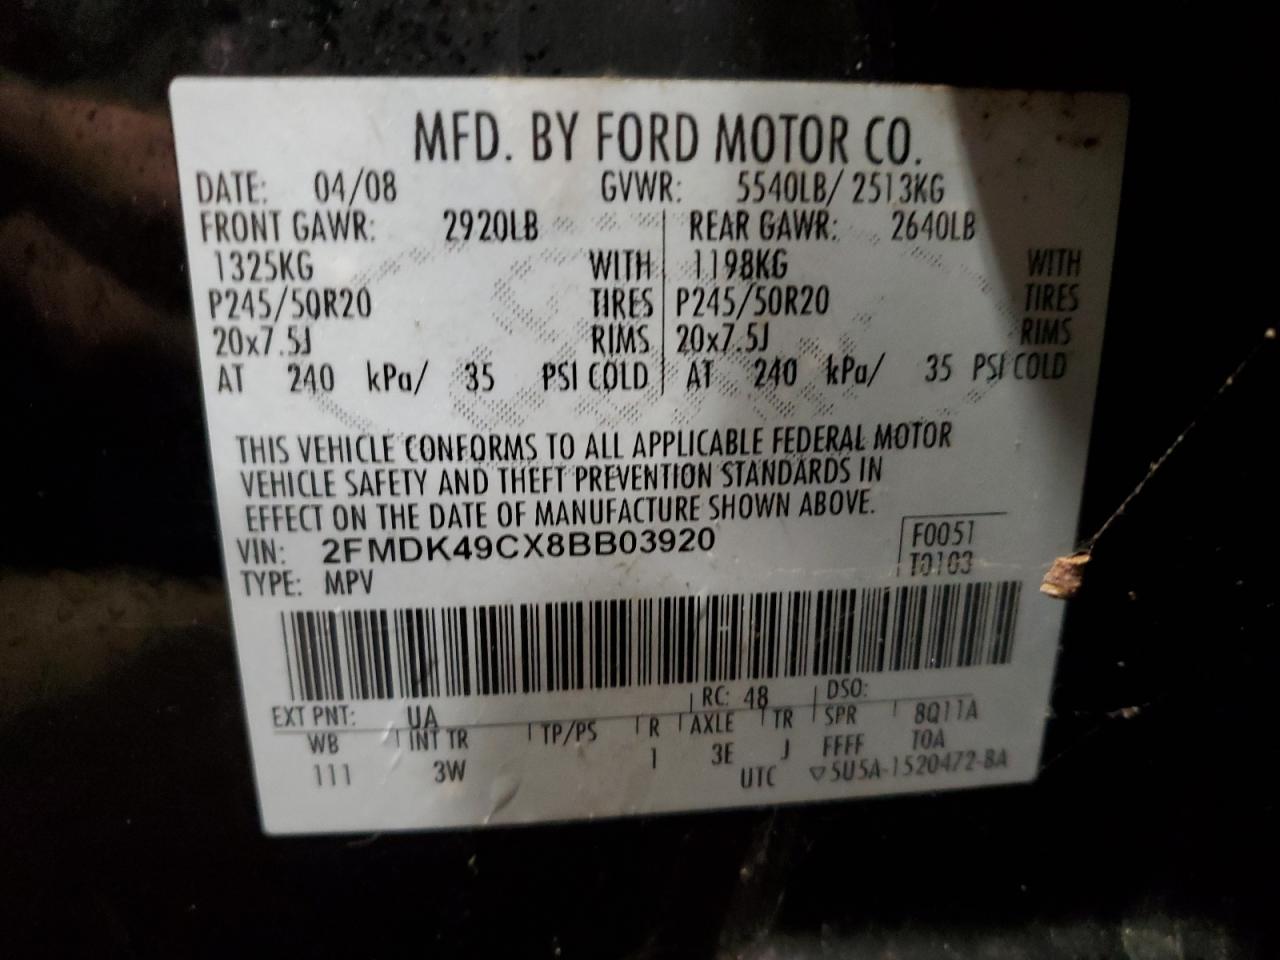 MFD. BY FORD MOTOR CO.
DATE: 04/08 GVWR: 5540LB/ 2513KG
FRONT GAWR: 2920LB REAR GAWR: 2640LB
1325KG WITH 1198KG WITH
P245/50R20 TIRES P245/50R20 TIRES
20x7.5J RIMS 20x7.5J RIMS
AT 240 kPa/ 35 PSI COLD AT 240 kPa/ 35 PSI COLD
THIS VEHICLE CONFORMS TO ALL APPLICABLE FEDERAL MOTOR
VEHICLE SAFETY AND THEFT PREVENTION STANDARDS IN
EFFECT ON THE DATE OF MANUFACTURE SHOWN ABOVE.
VIN: 2FMDK49CX8BB03920 F0051
TYPE: MPV T0103
EXT PNT: UA RC: 48 DSO:
WB INT TR TP/PS R AXLE TR SPR 8Q11A
111 3W 1 3E J FFFF T0A
UTC ▽5U5A-1520472-BA